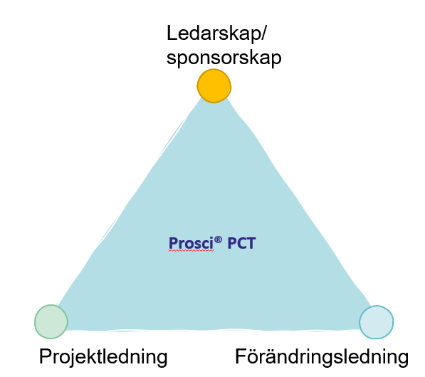 Ledarskap/
sponsorskap
Prosci® PCT
Projektledning
Förändringsledning